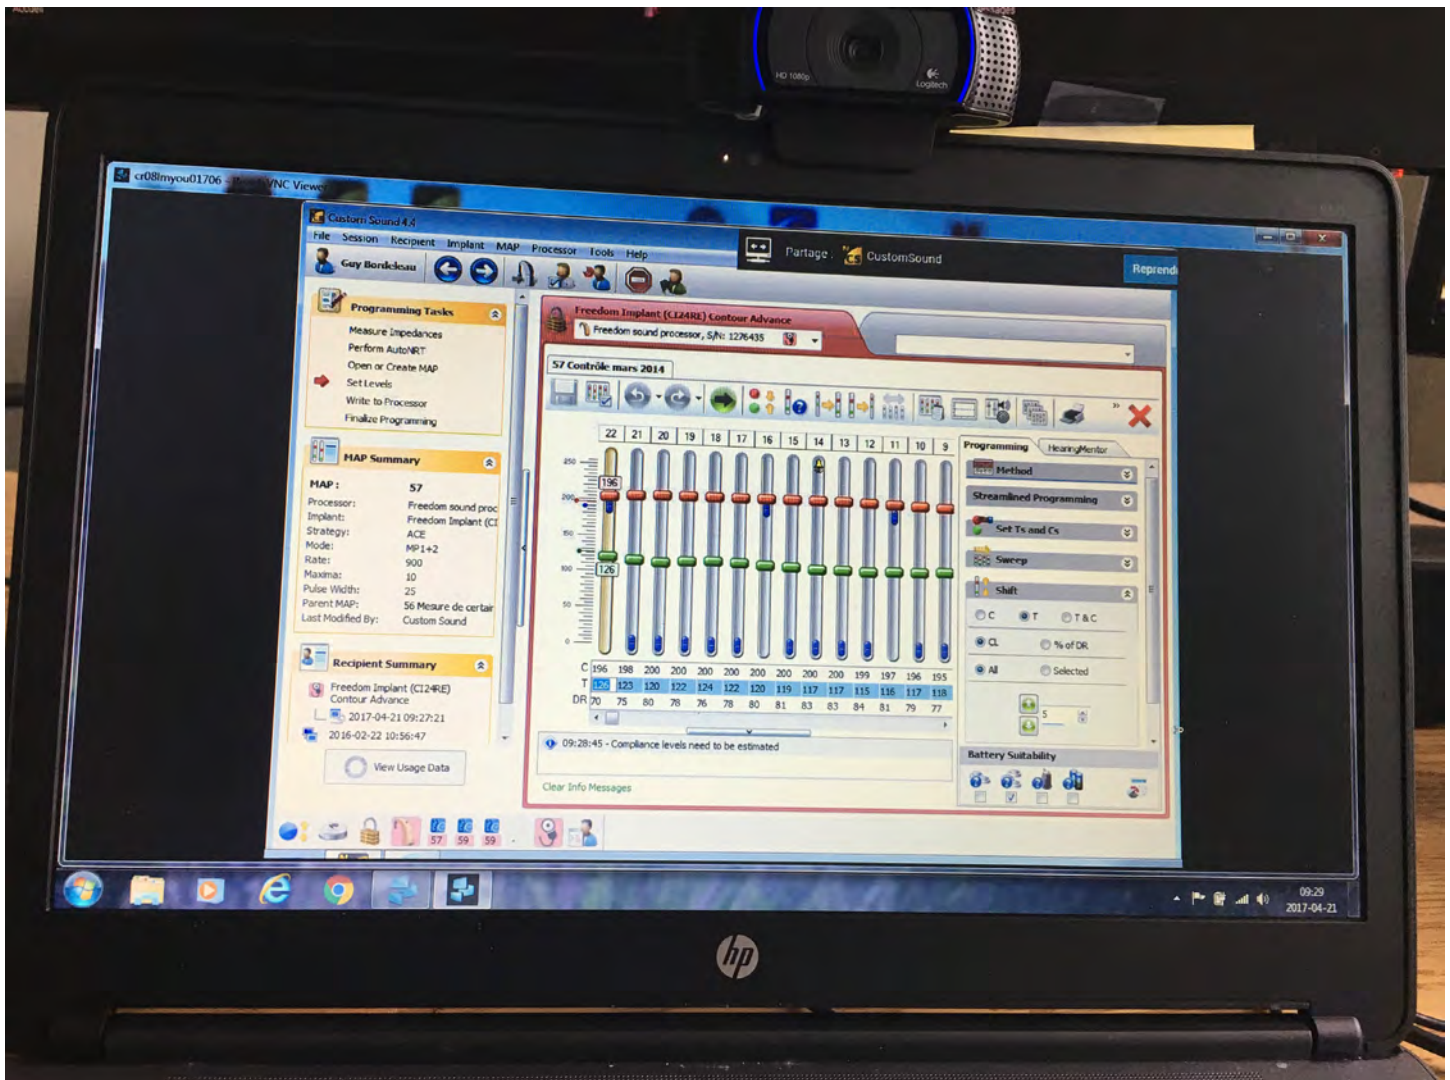 HD 1080p
Logitech
cr08lmyou01706 - VNC Viewer
Custom Sound 4.4
File Session Recipient Implant MAP Processor Tools Help
Partage : CustomSound
Guy Bordeleau
Programming Tasks
Measure Impedances
Perform AutoNRT
Open or Create MAP
Set Levels
Write to Processor
Finalize Programming
MAP Summary
MAP : 57
Processor: Freedom sound proc
Implant: Freedom Implant (CI
Strategy: ACE
Mode: MP1+2
Rate: 900
Maxima: 10
Pulse Width: 25
Parent MAP: 56 Mesure de certain
Last Modified By: Custom Sound
Recipient Summary
Freedom Implant (CI24RE)
Contour Advance
2017-04-21 09:27:21
2016-02-22 10:56:47
View Usage Data
57 59 59
Freedom Implant (CI24RE) Contour Advance
Freedom sound processor, S/N: 1276435
57 Contrôle mars 2014
22 21 20 19 18 17 16 15 14 13 12 11 10 9
250
200
150
100
50
0
196
126
C 196 198 200 200 200 200 200 200 200 200 199 197 196 195
T 126 123 120 122 124 122 120 119 117 117 115 116 117 118
DR 70 75 80 78 76 78 80 81 83 83 84 81 79 77
09:28:45 - Compliance levels need to be estimated
Clear Info Messages
Programming HearingMentor
Method
Streamlined Programming
Set Ts and Cs
Sweep
Shift
C T T & C
CL % of DR
All Selected
5
Battery Suitability
09:29
2017-04-21
hp